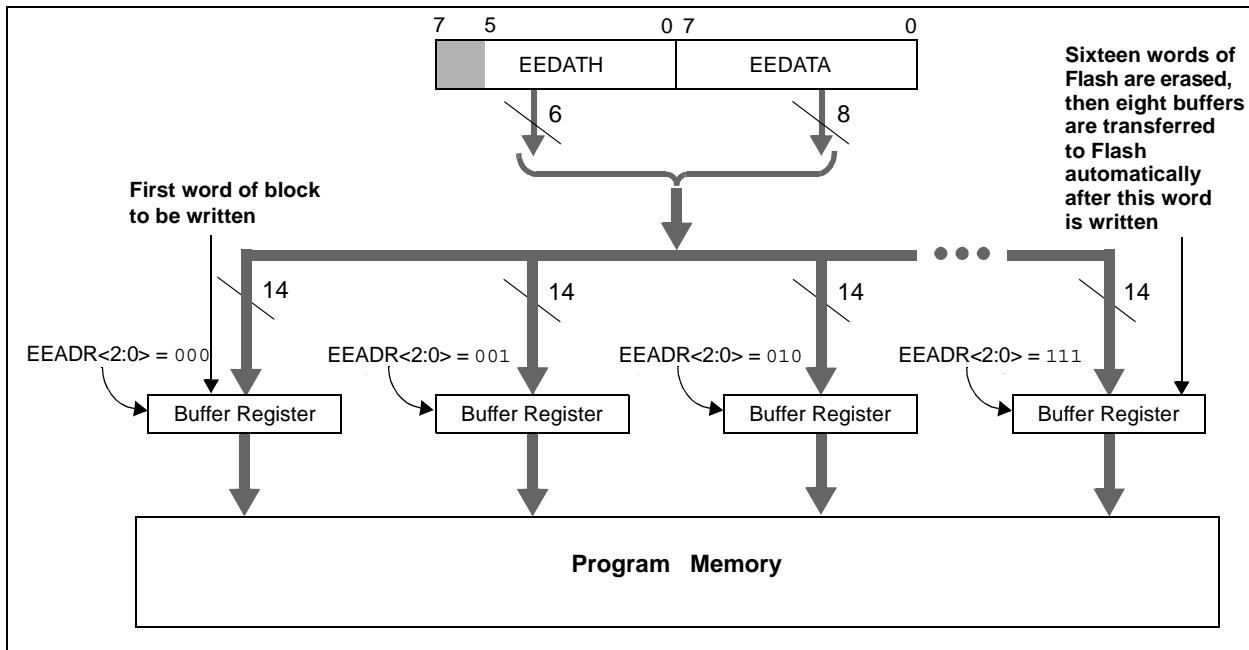 7 5 0 7 0
EEDATH EEDATA
6 8
Sixteen words of
Flash are erased,
then eight buffers
are transferred
to Flash
automatically
after this word
is written
First word of block
to be written
14 14 14 14
EEADR<2:0> = 000 EEADR<2:0> = 001 EEADR<2:0> = 010 EEADR<2:0> = 111
Buffer Register Buffer Register Buffer Register Buffer Register
Program Memory